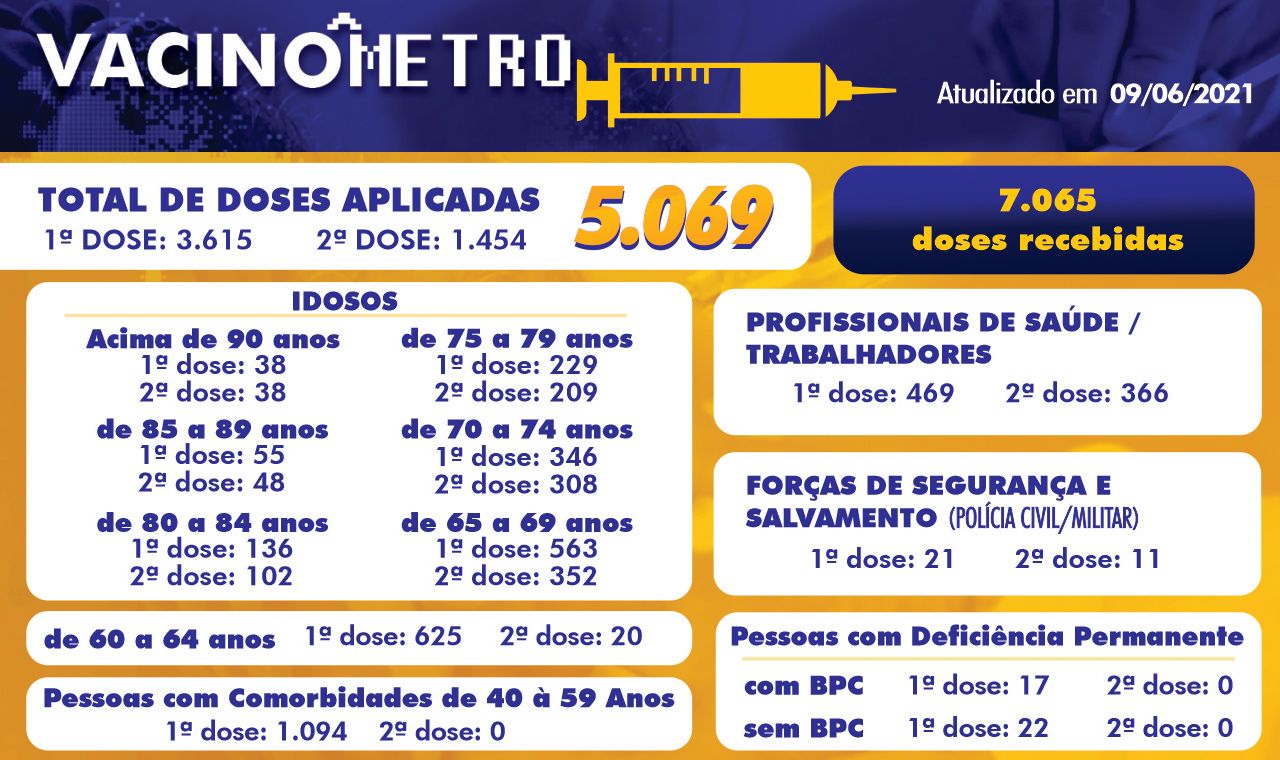 VACINÔMETRO
Atualizado em 09/06/2021
TOTAL DE DOSES APLICADAS 5.069
1ª DOSE: 3.615 2ª DOSE: 1.454
7.065
doses recebidas
IDOSOS
Acima de 90 anos
1ª dose: 38
2ª dose: 38
de 85 a 89 anos
1ª dose: 55
2ª dose: 48
de 80 a 84 anos
1ª dose: 136
2ª dose: 102
de 75 a 79 anos
1ª dose: 229
2ª dose: 209
de 70 a 74 anos
1ª dose: 346
2ª dose: 308
de 65 a 69 anos
1ª dose: 563
2ª dose: 352
de 60 a 64 anos 1ª dose: 625 2ª dose: 20
Pessoas com Comorbidades de 40 à 59 Anos
1ª dose: 1.094 2ª dose: 0
PROFISSIONAIS DE SAÚDE /
TRABALHADORES
1ª dose: 469 2ª dose: 366
FORÇAS DE SEGURANÇA E
SALVAMENTO (POLÍCIA CIVIL/MILITAR)
1ª dose: 21 2ª dose: 11
Pessoas com Deficiência Permanente
com BPC 1ª dose: 17 2ª dose: 0
sem BPC 1ª dose: 22 2ª dose: 0